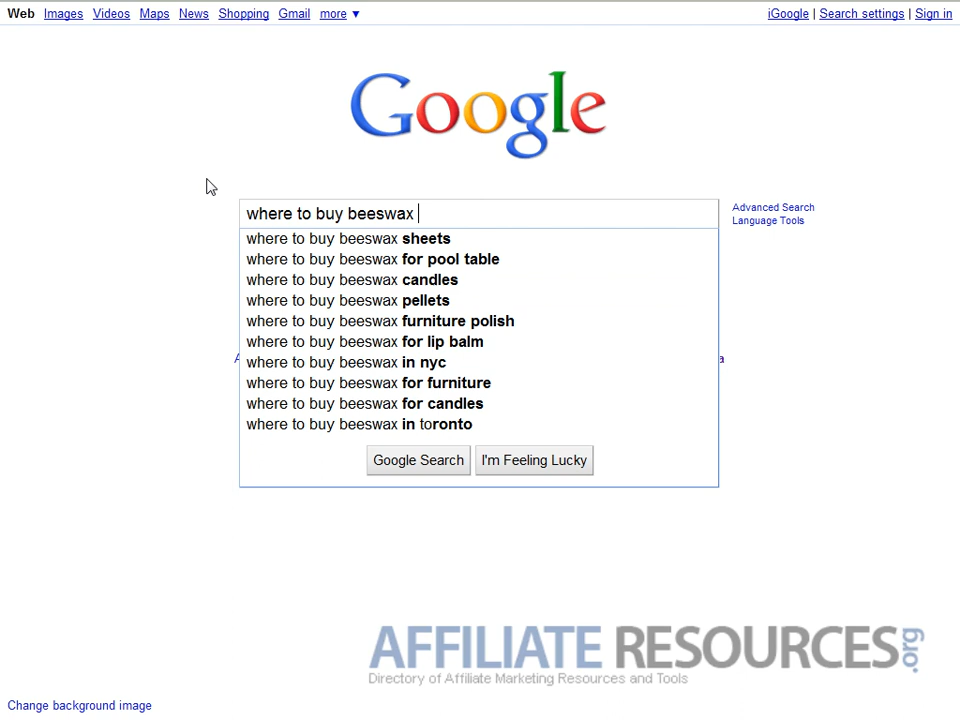 Web Images Videos Maps News Shopping Gmail more ▼ iGoogle | Search settings | Sign in
Google
where to buy beeswax
Advanced Search
Language Tools
where to buy beeswax sheets
where to buy beeswax for pool table
where to buy beeswax candles
where to buy beeswax pellets
where to buy beeswax furniture polish
where to buy beeswax for lip balm
where to buy beeswax in nyc
where to buy beeswax for furniture
where to buy beeswax for candles
where to buy beeswax in toronto
Google Search I'm Feeling Lucky
AFFILIATE RESOURCES.org
Directory of Affiliate Marketing Resources and Tools
Change background image